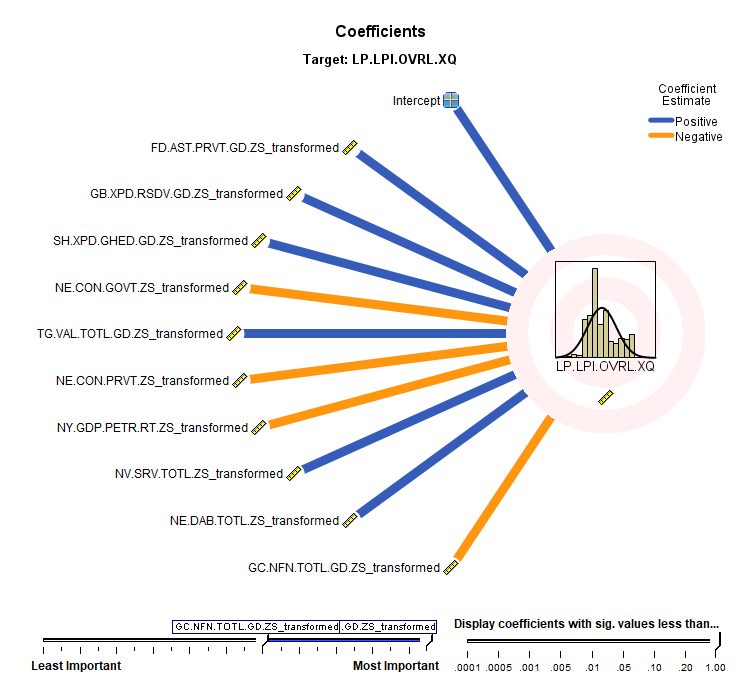 Coefficients
Target: LP.LPI.OVRL.XQ
Coefficient
Estimate
Positive
Negative
Intercept
FD.AST.PRVT.GD.ZS_transformed
GB.XPD.RSDV.GD.ZS_transformed
SH.XPD.GHED.GD.ZS_transformed
NE.CON.GOVT.ZS_transformed
TG.VAL.TOTL.GD.ZS_transformed
NE.CON.PRVT.ZS_transformed
NY.GDP.PETR.RT.ZS_transformed
NV.SRV.TOTL.ZS_transformed
NE.DAB.TOTL.ZS_transformed
GC.NFN.TOTL.GD.ZS_transformed
LP.LPI.OVRL.XQ
GC.NFN.TOTL.GD.ZS_transformed .GD.ZS_transformed
Least Important Most Important
Display coefficients with sig. values less than...
.0001 .0005 .001 .005 .01 .05 .10 .20 1.00